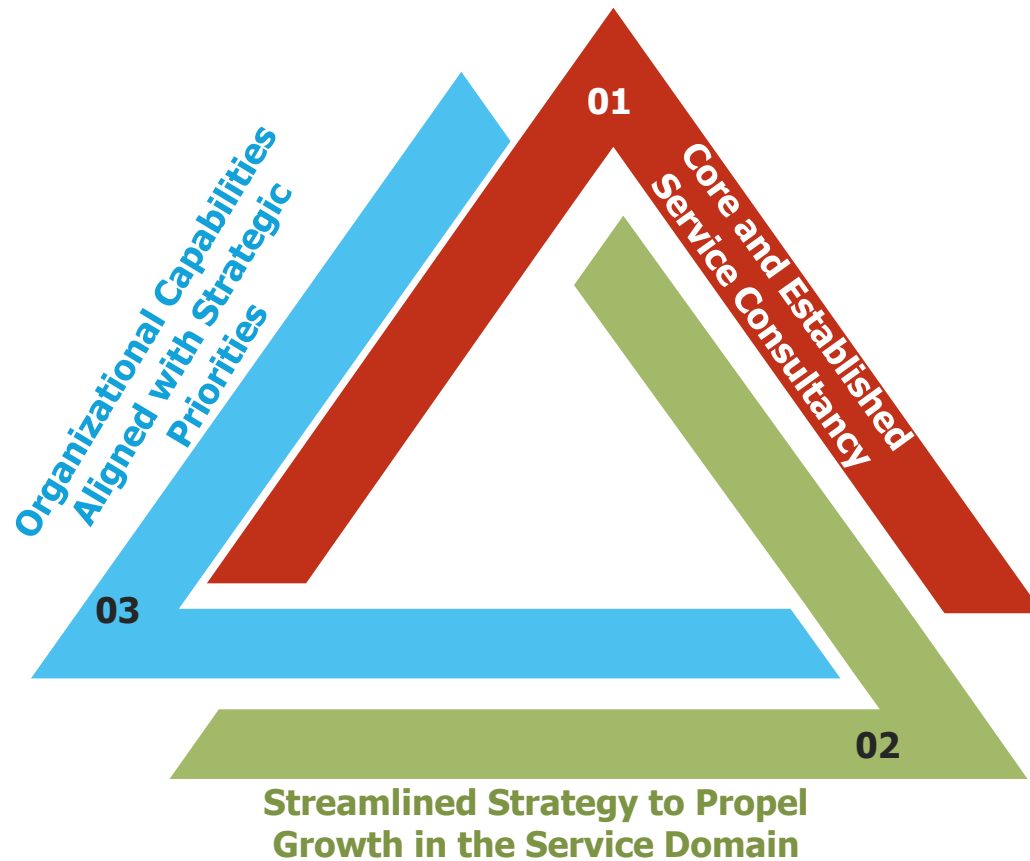 01
Core and Established
Service Consultancy
02
Streamlined Strategy to Propel
Growth in the Service Domain
03
Organizational Capabilities
Aligned with Strategic
Priorities